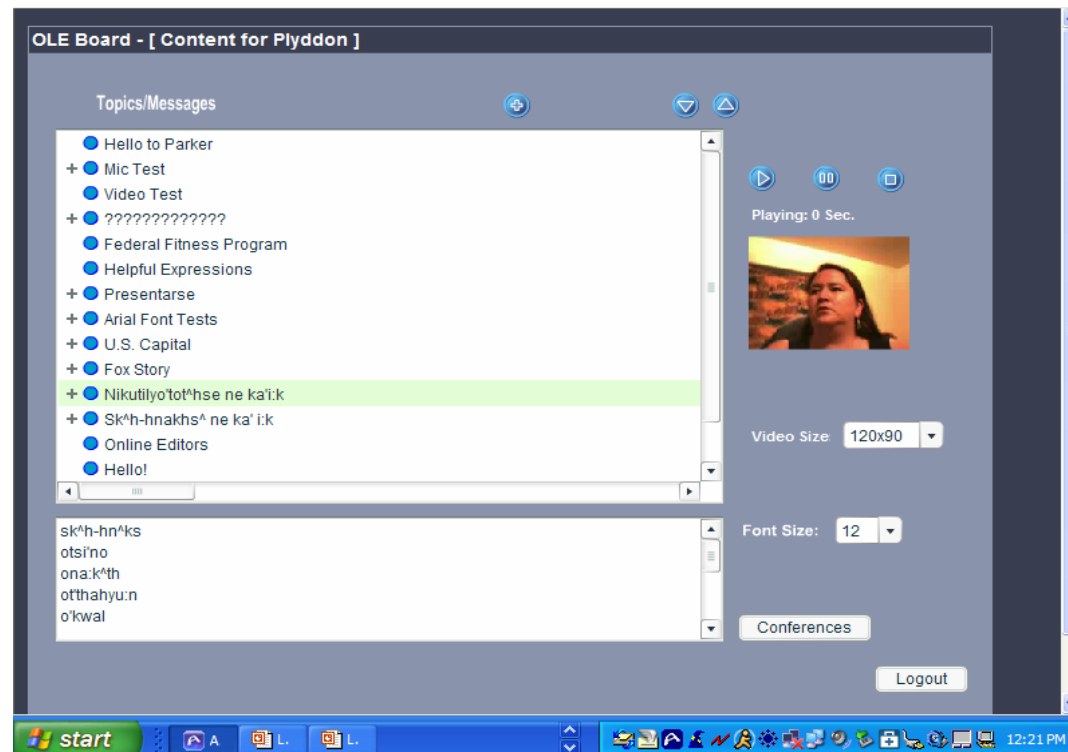 OLE Board - [ Content for Plyddon ]
Topics/Messages
Hello to Parker
Mic Test
Video Test
?????????????
Federal Fitness Program
Helpful Expressions
Presentarse
Arial Font Tests
U.S. Capital
Fox Story
Nikutilyo'tot^hse ne ka'i:k
Sk^h-hnakhs^ ne ka' i:k
Online Editors
Hello!
Playing: 0 Sec.
Video Size 120x90
sk^h-hn^ks
otsi'no
ona:k^th
ot'thahyu:n
o'kwal
Font Size: 12
Conferences
Logout
start A L. L. 12:21 PM